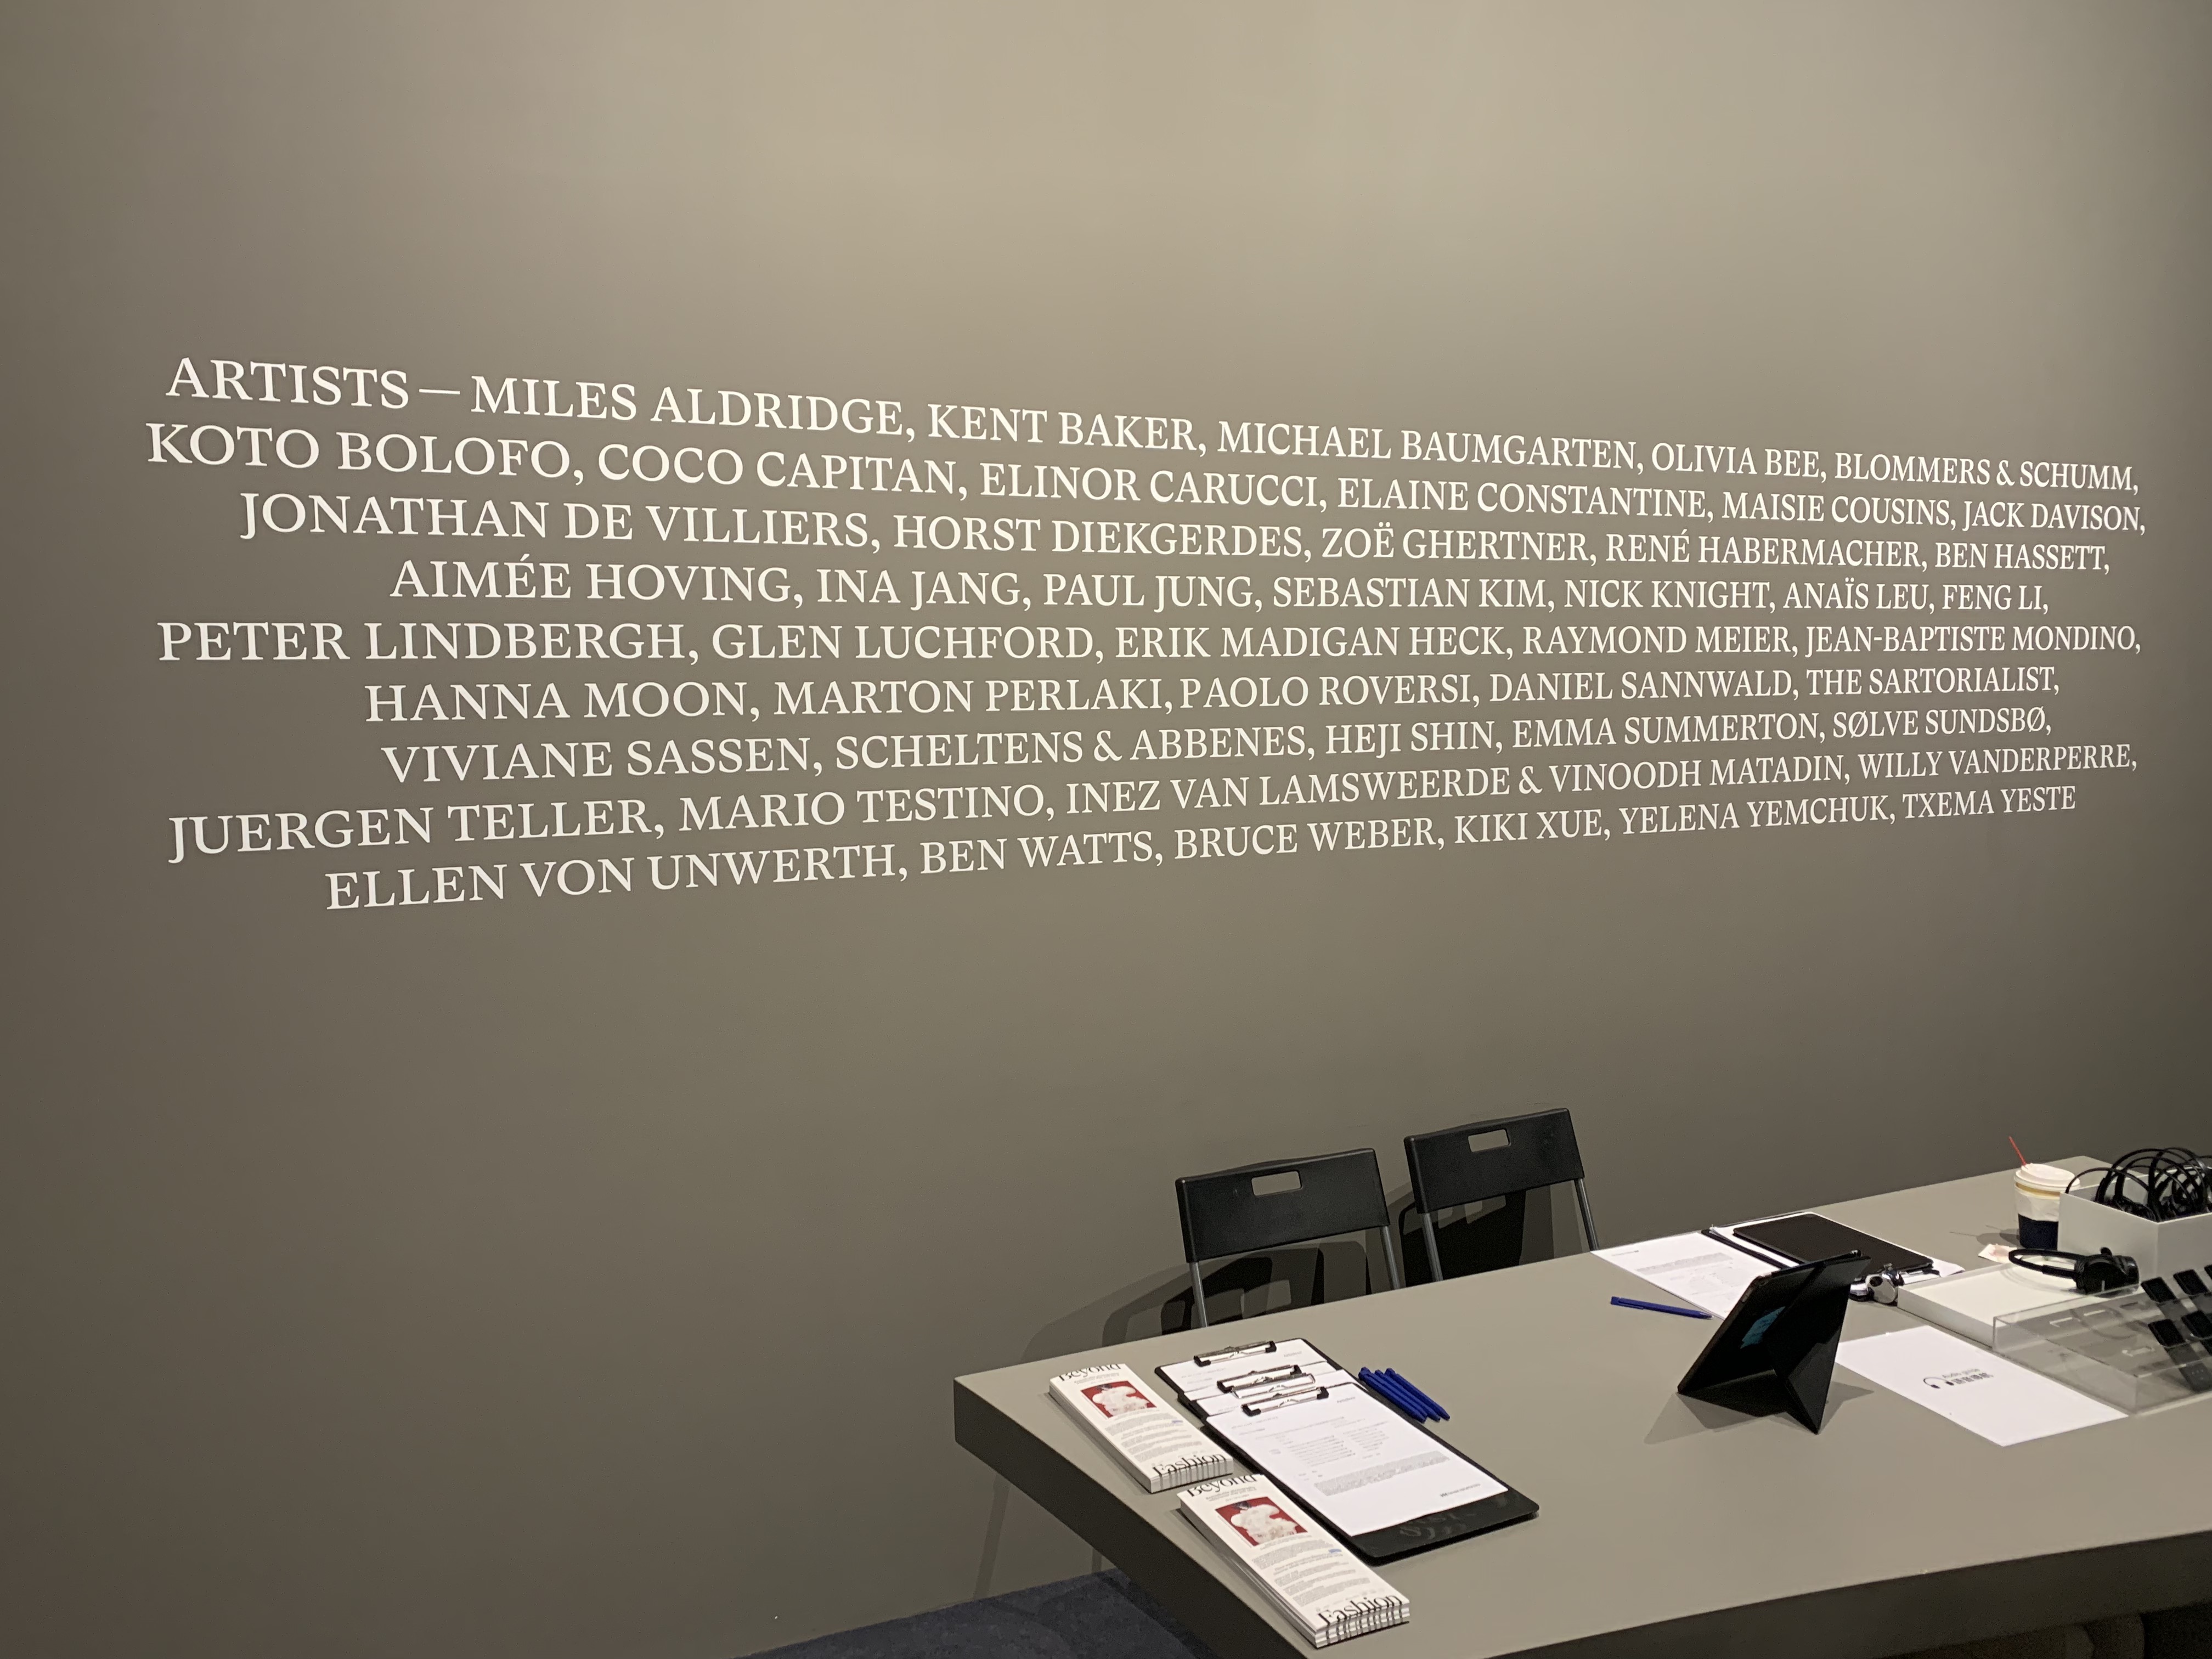 ARTISTS — MILES ALDRIDGE, KENT BAKER, MICHAEL BAUMGARTEN, OLIVIA BEE, BLOMMERS & SCHUMM,
KOTO BOLOFO, COCO CAPITAN, ELINOR CARUCCI, ELAINE CONSTANTINE, MAISIE COUSINS, JACK DAVISON,
JONATHAN DE VILLIERS, HORST DIEKGERDES, ZOË GHERTNER, RENÉ HABERMACHER, BEN HASSETT,
AIMÉE HOVING, INA JANG, PAUL JUNG, SEBASTIAN KIM, NICK KNIGHT, ANAÏS LEU, FENG LI,
PETER LINDBERGH, GLEN LUCHFORD, ERIK MADIGAN HECK, RAYMOND MEIER, JEAN-BAPTISTE MONDINO,
HANNA MOON, MARTON PERLAKI, PAOLO ROVERSI, DANIEL SANNWALD, THE SARTORIALIST,
VIVIANE SASSEN, SCHELTENS & ABBENES, HEJI SHIN, EMMA SUMMERTON, SØLVE SUNDSBØ,
JUERGEN TELLER, MARIO TESTINO, INEZ VAN LAMSWEERDE & VINOODH MATADIN, WILLY VANDERPERRE,
ELLEN VON UNWERTH, BEN WATTS, BRUCE WEBER, KIKI XUE, YELENA YEMCHUK, TXEMA YESTE
Beyond
Fashion
Beyond
Fashion